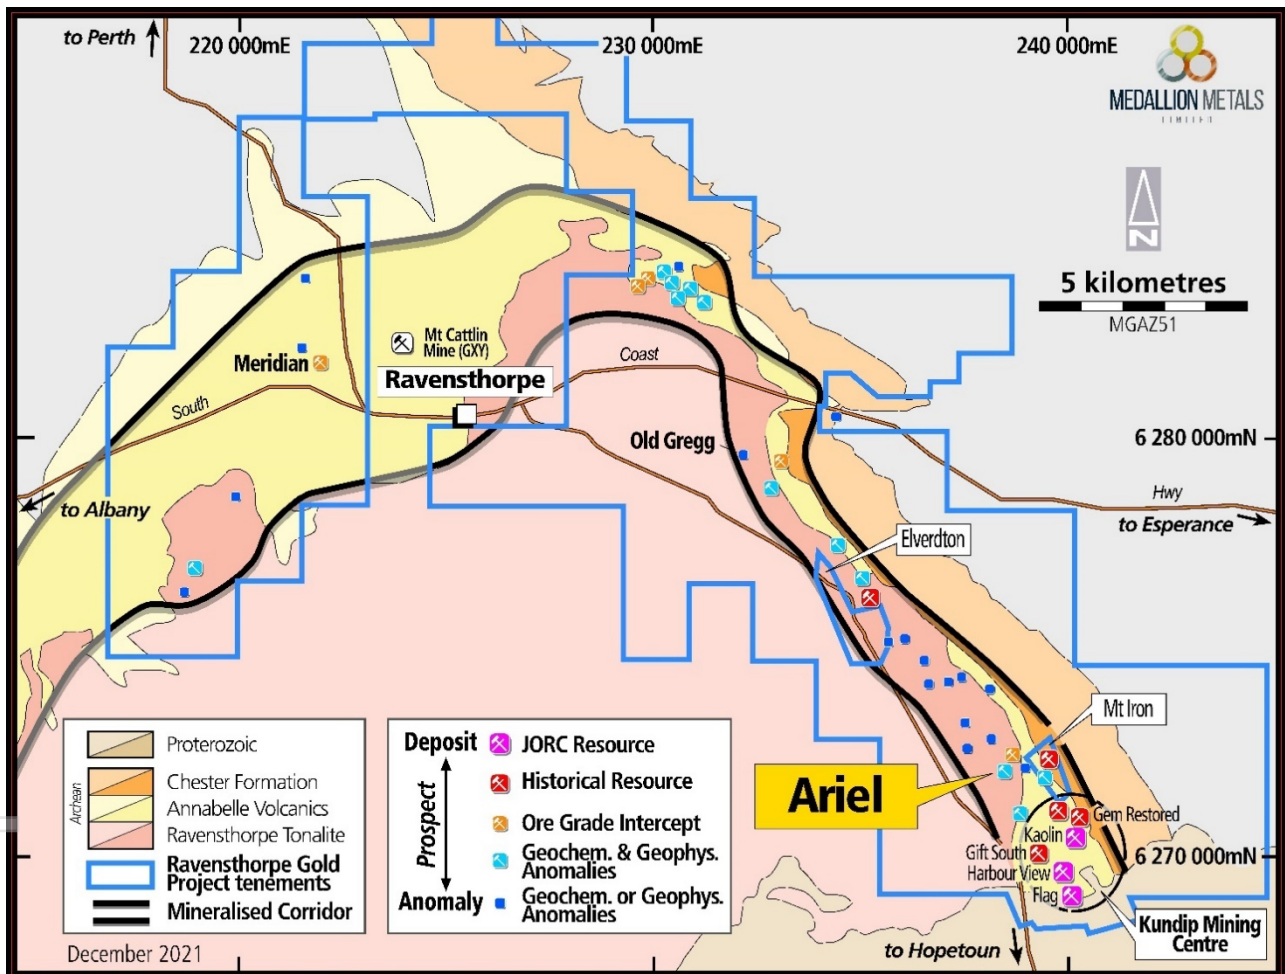 to Perth
220 000mE
230 000mE
240 000mE
MEDALLION METALS
LIMITED
N
5 kilometres
MGAZ51
Mt Cattlin
Mine (GXY)
Meridian
Ravensthorpe
Coast
South
Old Gregg
6 280 000mN
Hwy
to Albany
to Esperance
Elverdton
Mt Iron
Ariel
Gem Restored
Kaolin
Gift South
6 270 000mN
Harbour View
Flag
Kundip Mining
Centre
to Hopetoun
Proterozoic
Archean
Chester Formation
Annabelle Volcanics
Ravensthorpe Tonalite
Ravensthorpe Gold
Project tenements
Mineralised Corridor
December 2021
Deposit
JORC Resource
Prospect
Historical Resource
Ore Grade Intercept
Geochem. & Geophys.
Anomalies
Anomaly
Geochem. or Geophys.
Anomalies